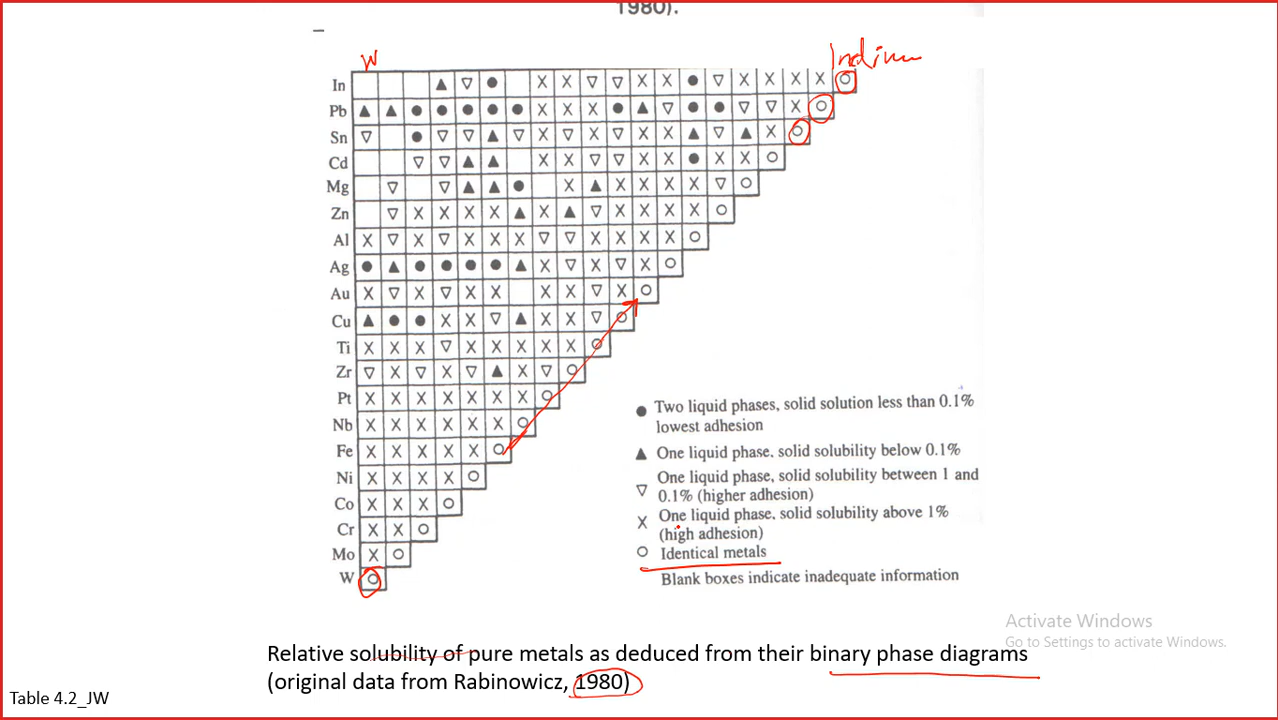 1980).
W
Indium
In
Pb
Sn
Cd
Mg
Zn
Al
Ag
Au
Cu
Ti
Zr
Pt
Nb
Fe
Ni
Co
Cr
Mo
W
● Two liquid phases, solid solution less than 0.1%
lowest adhesion
▲ One liquid phase, solid solubility below 0.1%
One liquid phase, solid solubility between 1 and
▽ 0.1% (higher adhesion)
X One liquid phase. solid solubility above 1%
(high adhesion)
○ Identical metals
Blank boxes indicate inadequate information
Activate Windows
Go to Settings to activate Windows.
Relative solubility of pure metals as deduced from their binary phase diagrams
(original data from Rabinowicz, 1980)
Table 4.2_JW